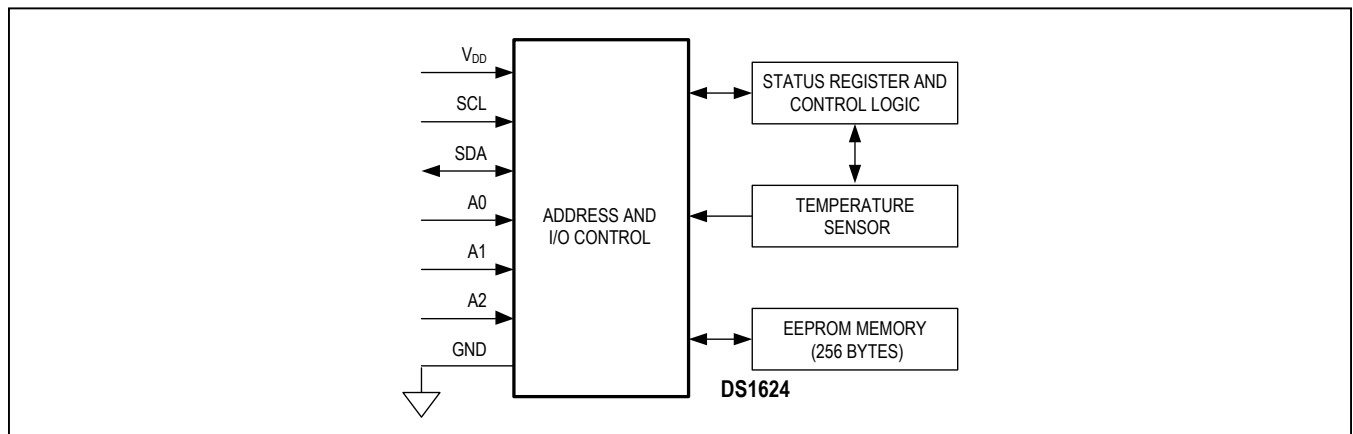 VDD
SCL
SDA
A0
A1
A2
GND
ADDRESS AND
I/O CONTROL
STATUS REGISTER AND
CONTROL LOGIC
TEMPERATURE
SENSOR
EEPROM MEMORY
(256 BYTES)
DS1624